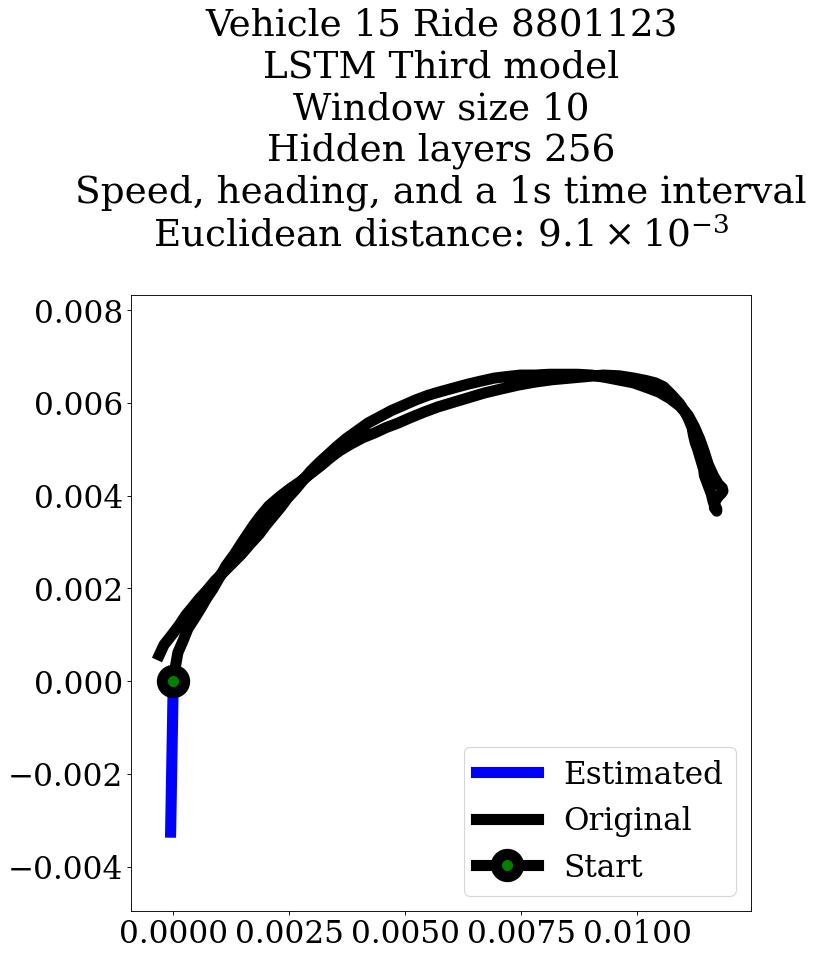 Vehicle 15 Ride 8801123
LSTM Third model
Window size 10
Hidden layers 256
Speed, heading, and a 1s time interval
Euclidean distance: 9.1 × 10⁻³
0.008
0.006
0.004
0.002
0.000
−0.002
−0.004
Estimated
Original
Start
0.0000 0.0025 0.0050 0.0075 0.0100